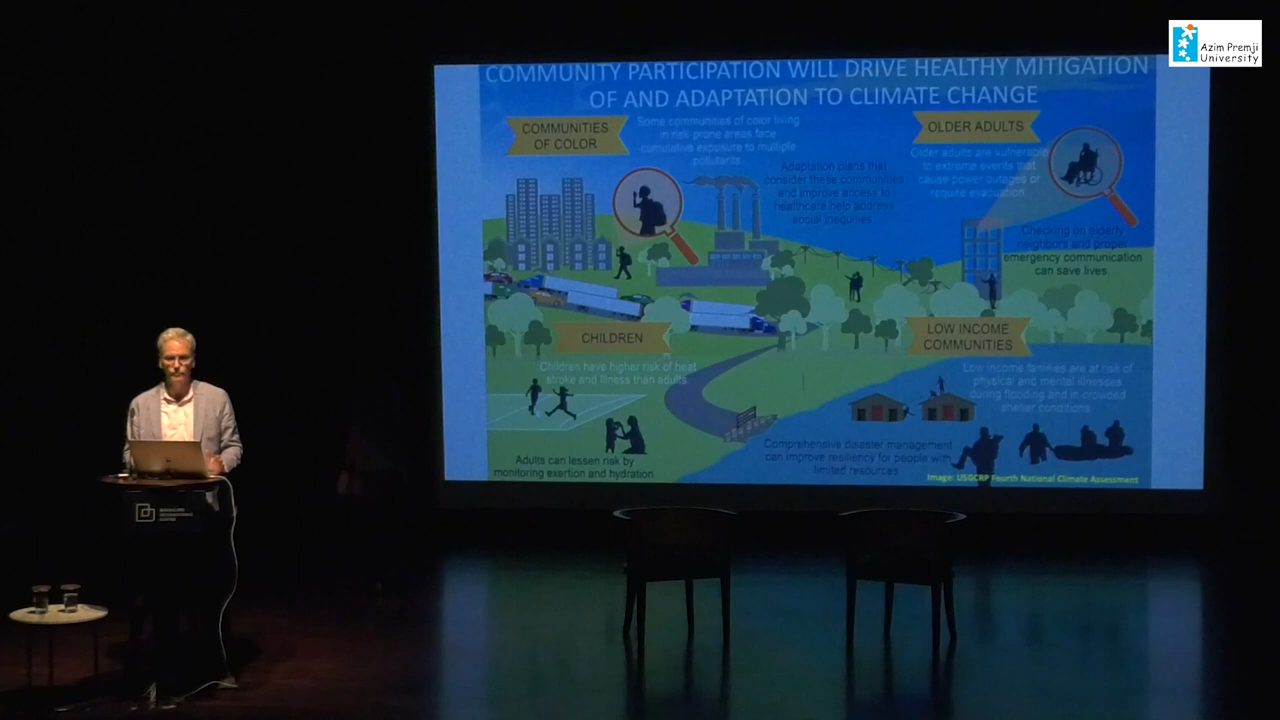 Azim Premji
University
COMMUNITY PARTICIPATION WILL DRIVE HEALTHY MITIGATION
OF AND ADAPTATION TO CLIMATE CHANGE
COMMUNITIES
OF COLOR
Some communities of color living
in risk-prone areas face
cumulative exposure to multiple
pollutants.
Adaptation plans that
consider these communities
and improve access to
healthcare help address
social inequities
OLDER ADULTS
Older adults are vulnerable
to extreme events that
cause power outages or
require evacuation
Checking on elderly
neighbors and proper
emergency communication
can save lives
CHILDREN
Children have higher risk of heat
stroke and illness than adults
Adults can lessen risk by
monitoring exertion and hydration
LOW INCOME
COMMUNITIES
Low income families are at risk of
physical and mental illnesses
during flooding and in crowded
shelter conditions
Comprehensive disaster management
can improve resiliency for people with
limited resources
Image: USGCRP Fourth National Climate Assessment
BANGALORE
INTERNATIONAL
CENTRE